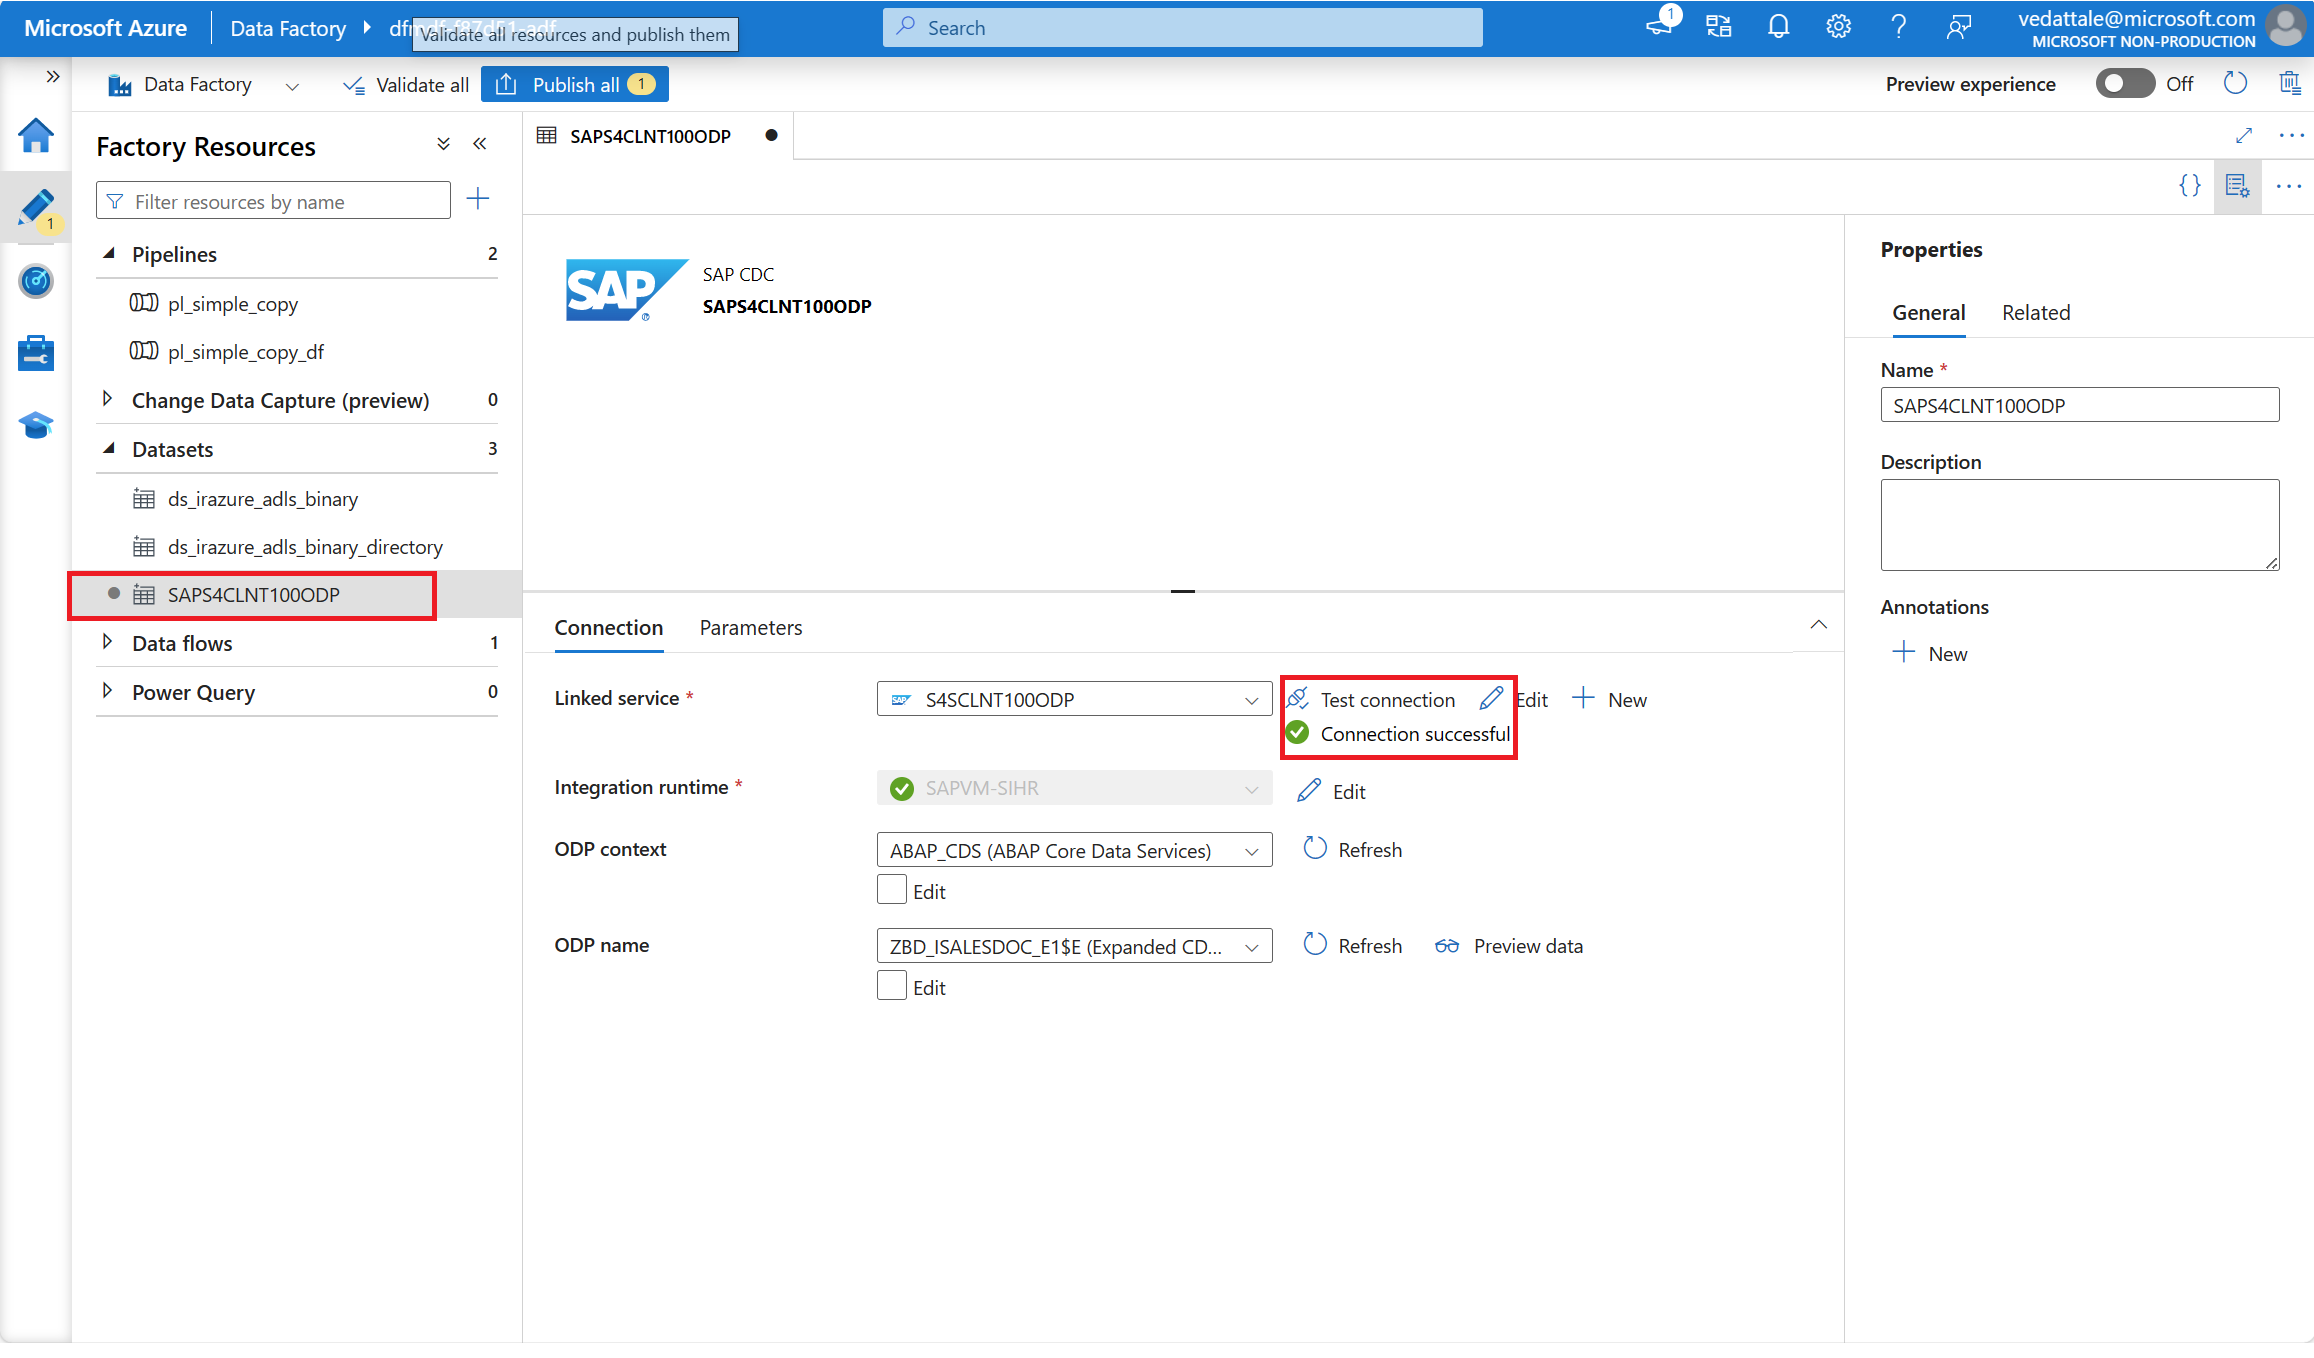 Microsoft Azure
Data Factory
dfmdf-f87d51-adf
Validate all resources and publish them
Search
1
vedattale@microsoft.com
MICROSOFT NON-PRODUCTION
Data Factory
Validate all
Publish all 1
Preview experience
Off
1
Factory Resources
Filter resources by name
Pipelines 2
pl_simple_copy
pl_simple_copy_df
Change Data Capture (preview) 0
Datasets 3
ds_irazure_adls_binary
ds_irazure_adls_binary_directory
SAPS4CLNT100ODP
Data flows 1
Power Query 0
SAPS4CLNT100ODP
{}
SAP®
SAP CDC
SAPS4CLNT100ODP
Connection Parameters
Linked service * SAP S4SCLNT100ODP Test connection Edit New
Connection successful
Integration runtime * SAPVM-SIHR Edit
ODP context ABAP_CDS (ABAP Core Data Services) Refresh
Edit
ODP name ZBD_ISALESDOC_E1$E (Expanded CD... Refresh Preview data
Edit
Properties
General Related
Name *
SAPS4CLNT100ODP
Description
Annotations
New